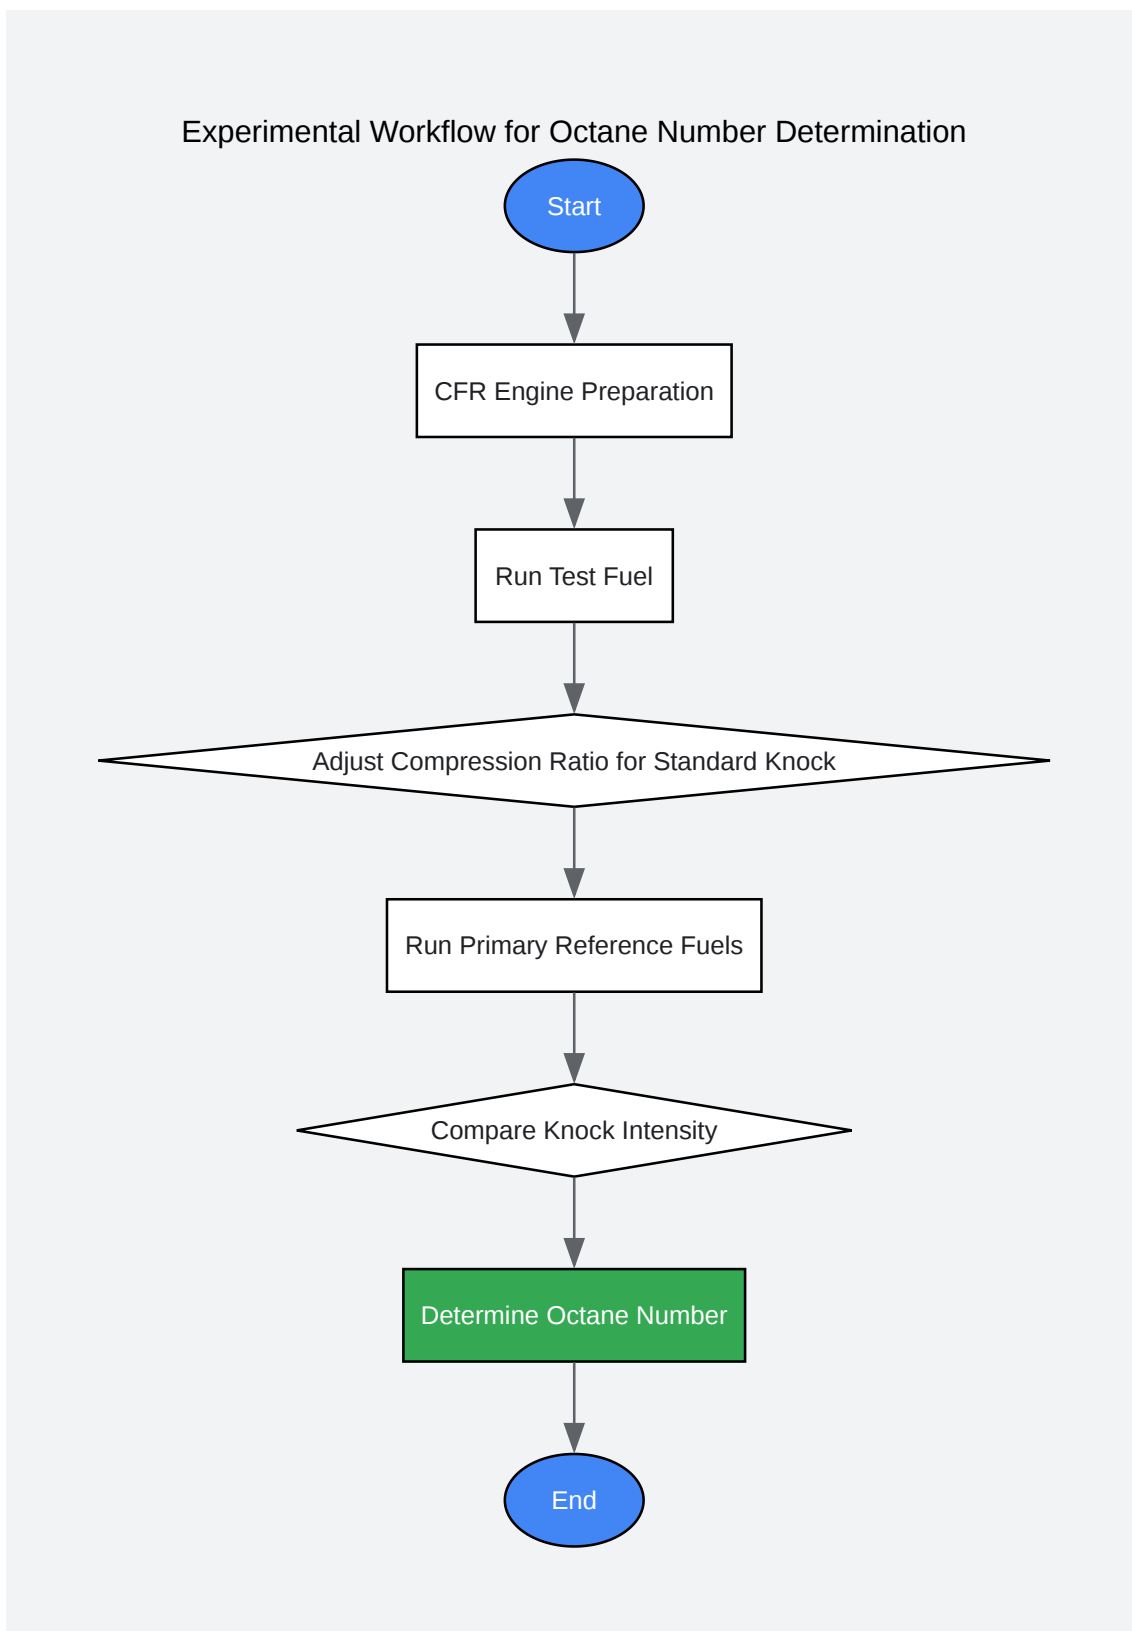 Experimental Workflow for Octane Number Determination
Start
CFR Engine Preparation
Run Test Fuel
Adjust Compression Ratio for Standard Knock
Run Primary Reference Fuels
Compare Knock Intensity
Determine Octane Number
End